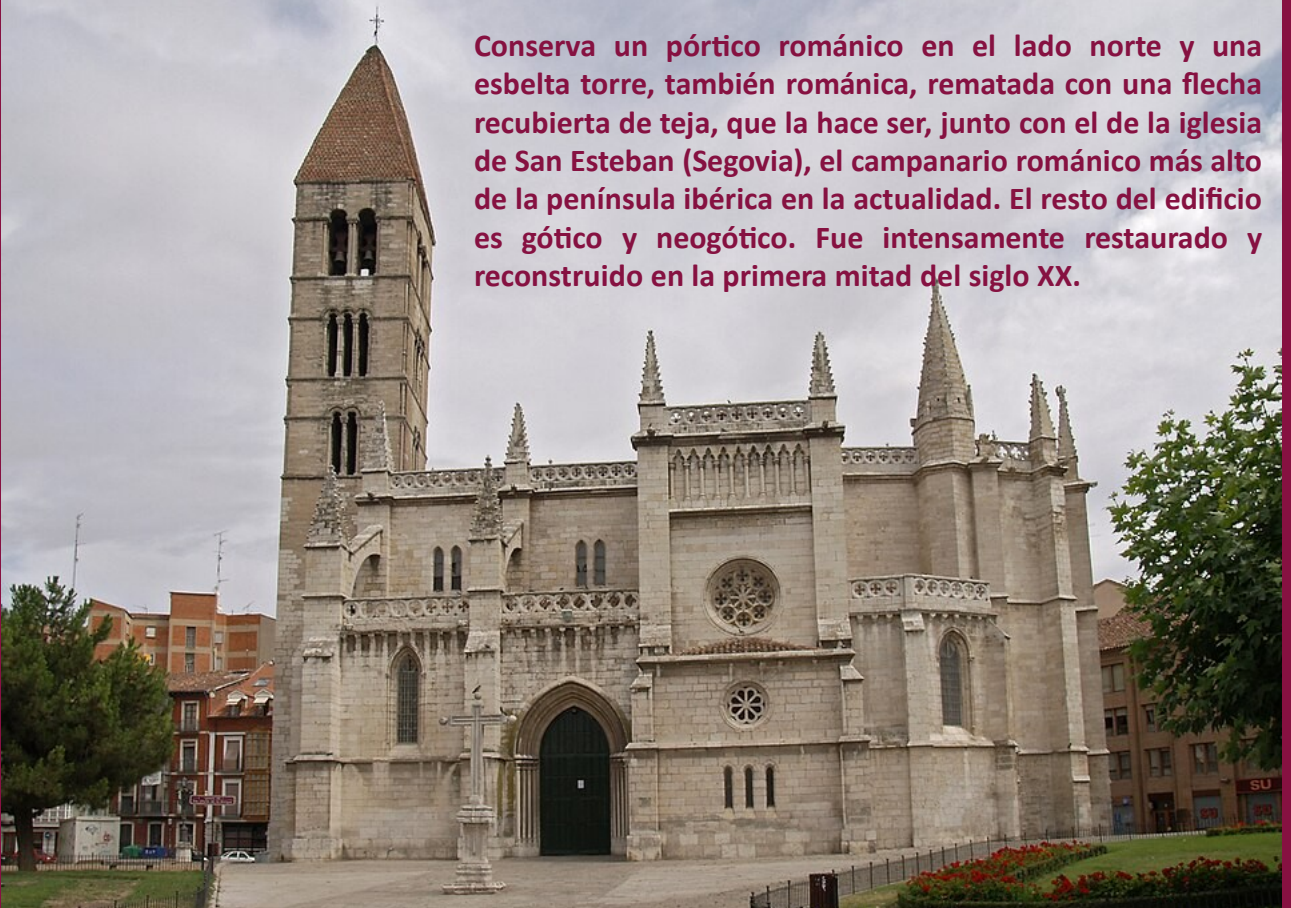 Conserva un pórtico románico en el lado norte y una
esbelta torre, también románica, rematada con una flecha
recubierta de teja, que la hace ser, junto con el de la iglesia
de San Esteban (Segovia), el campanario románico más alto
de la península ibérica en la actualidad. El resto del edificio
es gótico y neogótico. Fue intensamente restaurado y
reconstruido en la primera mitad del siglo XX.
SU